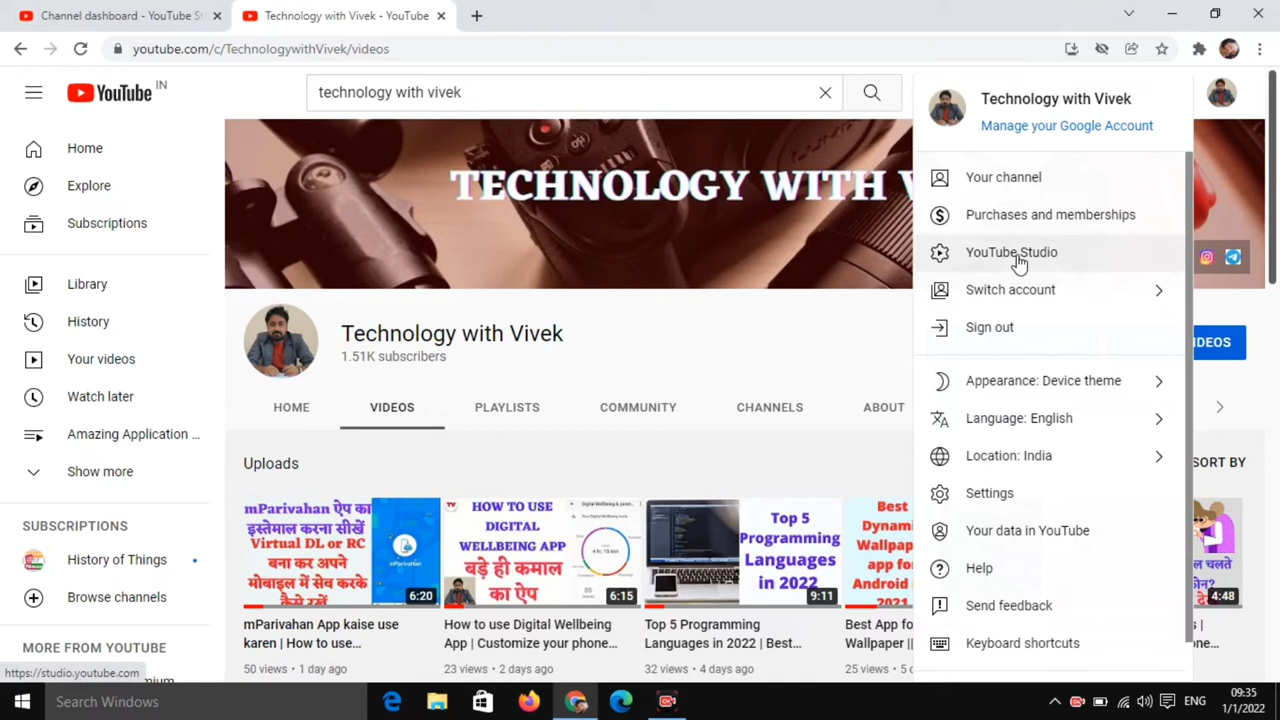 Channel dashboard - YouTube St
Technology with Vivek - YouTube
youtube.com/c/TechnologywithVivek/videos
YouTube IN
technology with vivek
Home
Explore
Subscriptions
Library
History
Your videos
Watch later
Amazing Application ...
Show more
SUBSCRIPTIONS
History of Things
Browse channels
MORE FROM YOUTUBE
https://studio.youtube.com
TECHNOLOGY WITH V
Technology with Vivek
1.51K subscribers
HOME
VIDEOS
PLAYLISTS
COMMUNITY
CHANNELS
ABOUT
Uploads
SORT BY
mParivahan ऐप का
इस्तेमाल करना सीखें
Virtual DL or RC
बना कर अपने
मोबाइल में सेव करके
कैसे रखें
mParivahan
6:20
mParivahan App kaise use
karen | How to use...
50 views • 1 day ago
HOW TO USE
DIGITAL
WELLBEING APP
बड़े ही कमाल
का ऐप
6:15
How to use Digital Wellbeing
App | Customize your phone...
23 views • 2 days ago
Top 5
Programming
Languages
in 2022
9:11
Top 5 Programming
Languages in 2022 | Best...
32 views • 4 days ago
Best
Dynam
Wallpap
app for
Android
2021
Best App for
Wallpaper ||
25 views • 5 d
4:48
Technology with Vivek
Manage your Google Account
Your channel
Purchases and memberships
YouTube Studio
Switch account
Sign out
Appearance: Device theme
Language: English
Location: India
Settings
Your data in YouTube
Help
Send feedback
Keyboard shortcuts
DEOS
Search Windows
ENG
09:35
1/1/2022